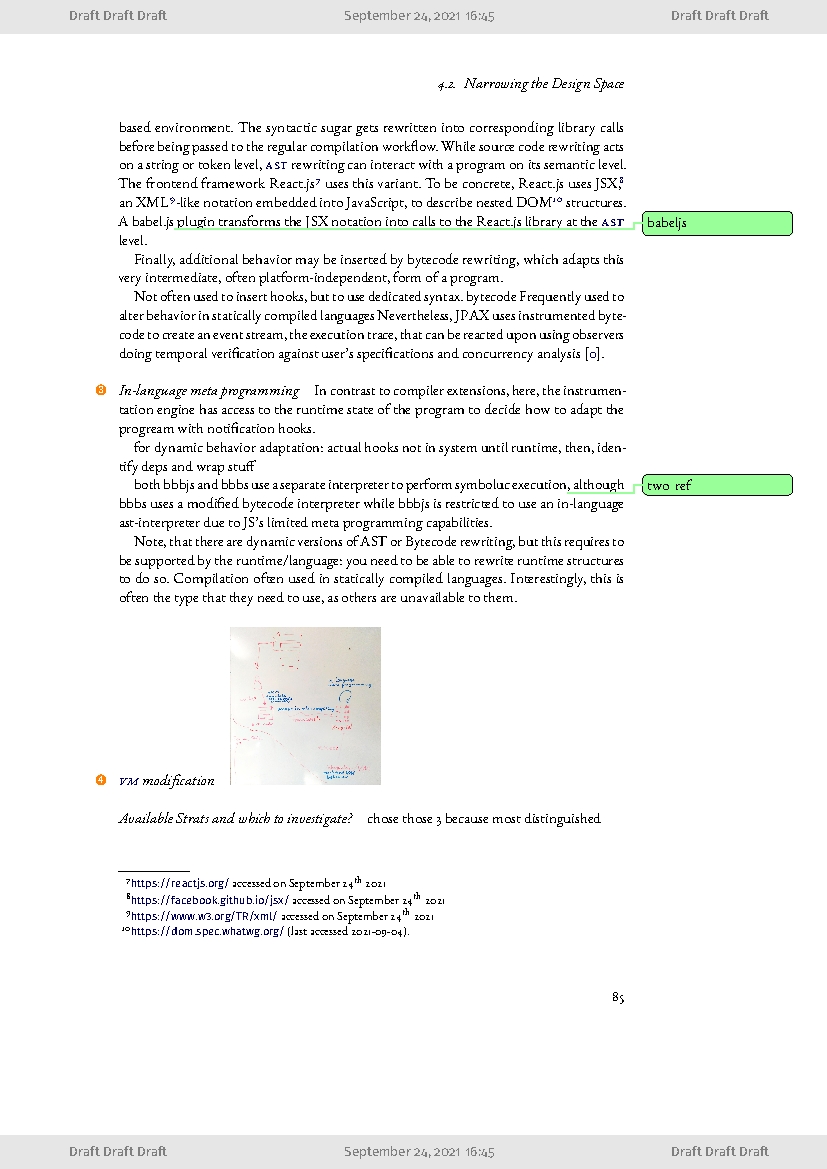 Draft Draft Draft September 24, 2021 16:45 Draft Draft Draft
4.2. Narrowing the Design Space
based environment. The syntactic sugar gets rewritten into corresponding library calls
before being passed to the regular compilation workflow. While source code rewriting acts
on a string or token level, AST rewriting can interact with a program on its semantic level.
The frontend framework React.js⁷ uses this variant. To be concrete, React.js uses JSX,⁸
an XML⁹-like notation embedded into JavaScript, to describe nested DOM¹⁰ structures.
A babel.js plugin transforms the JSX notation into calls to the React.js library at the AST
babeljs
level.
Finally, additional behavior may be inserted by bytecode rewriting, which adapts this
very intermediate, often platform-independent, form of a program.
Not often used to insert hooks, but to use dedicated syntax. bytecode Frequently used to
alter behavior in statically compiled languages Nevertheless, JPAX uses instrumented byte-
code to create an event stream, the execution trace, that can be reacted upon using observers
doing temporal verification against user's specifications and concurrency analysis [0].
3 In-language meta programming In contrast to compiler extensions, here, the instrumen-
tation engine has access to the runtime state of the program to decide how to adapt the
progream with notification hooks.
for dynamic behavior adaptation: actual hooks not in system until runtime, then, iden-
tify deps and wrap stuff
both bbbjs and bbbs use a separate interpreter to perform symboluc execution, although
two ref
bbbs uses a modified bytecode interpreter while bbbjs is restricted to use an in-language
ast-interpreter due to JS's limited meta programming capabilities.
Note, that there are dynamic versions of AST or Bytecode rewriting, but this requires to
be supported by the runtime/language: you need to be able to rewrite runtime structures
to do so. Compilation often used in statically compiled languages. Interestingly, this is
often the type that they need to use, as others are unavailable to them.
4 VM modification
Available Strats and which to investigate? chose those 3 because most distinguished
⁷https://reactjs.org/ accessed on September 24th 2021
⁸https://facebook.github.io/jsx/ accessed on September 24th 2021
⁹https://www.w3.org/TR/xml/ accessed on September 24th 2021
¹⁰https://dom.spec.whatwg.org/ (last accessed 2021-09-04).
85
Draft Draft Draft September 24, 2021 16:45 Draft Draft Draft